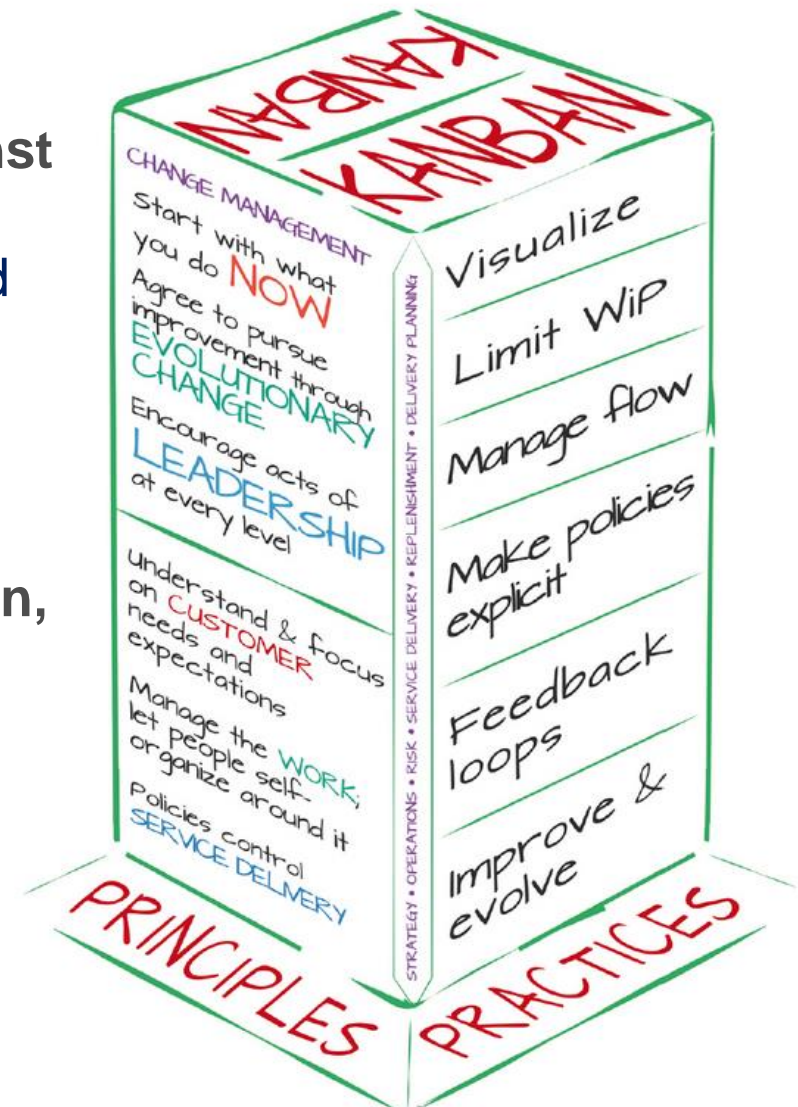 KANBAN
KANBAN
CHANGE MANAGEMENT
Start with what
you do NOW
Agree to pursue
improvement through
EVOLUTIONARY
CHANGE
Encourage acts of
LEADERSHIP
at every level
Understand & focus
on CUSTOMER
needs and
expectations
Manage the WORK;
let people self-
organize around it
Policies control
SERVICE DELIVERY
STRATEGY • OPERATIONS • RISK • SERVICE DELIVERY • REPLENISHMENT • DELIVERY PLANNING
Visualize
Limit WiP
Manage flow
Make policies
explicit
Feedback
loops
Improve &
evolve
PRINCIPLES
PRACTICES